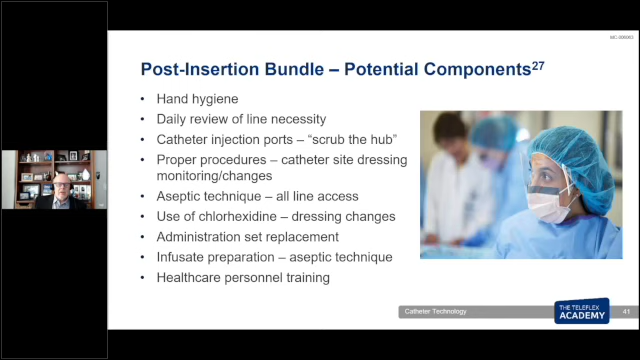 Post-Insertion Bundle – Potential Components27
• Hand hygiene
• Daily review of line necessity
• Catheter injection ports – “scrub the hub”
• Proper procedures – catheter site dressing
monitoring/changes
• Aseptic technique – all line access
• Use of chlorhexidine – dressing changes
• Administration set replacement
• Infusate preparation – aseptic technique
• Healthcare personnel training
Catheter Technology
THE TELEFLEX
ACADEMY
41